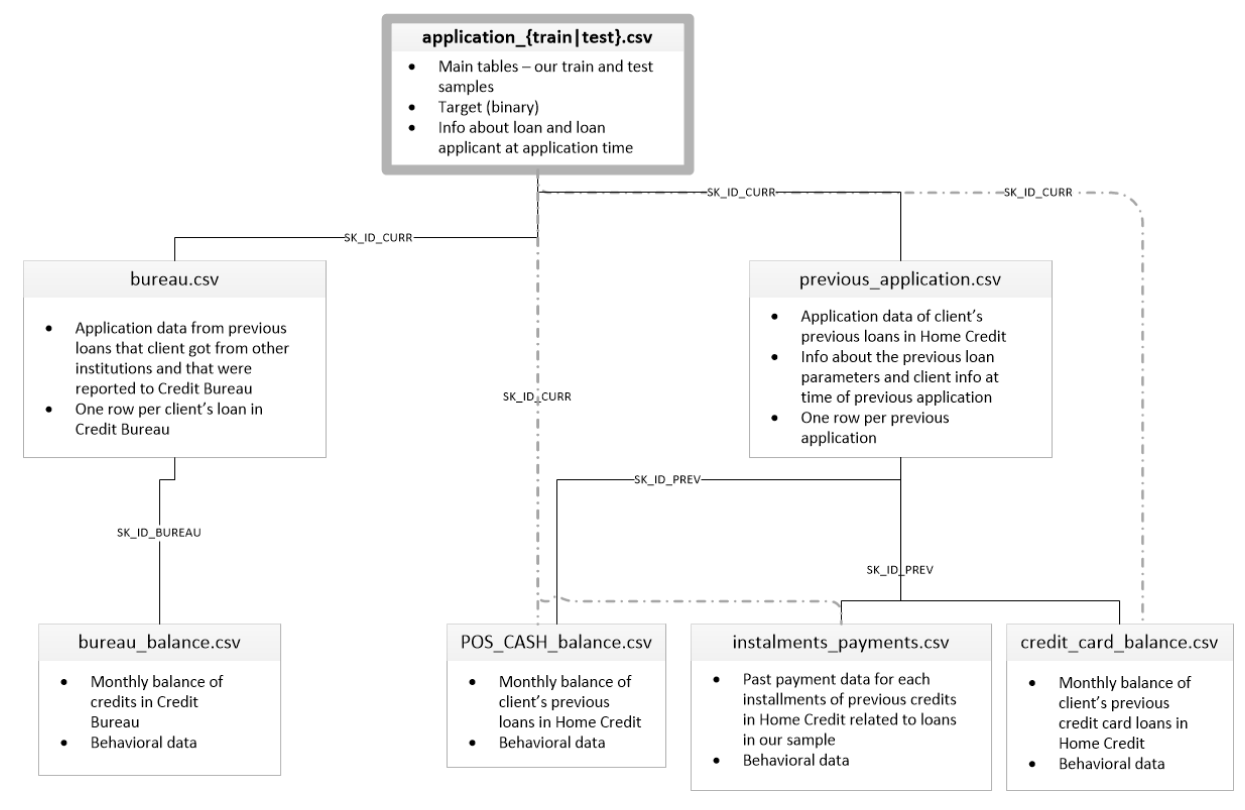 application_{train|test}.csv
• Main tables – our train and test
samples
• Target (binary)
• Info about loan and loan
applicant at application time
SK_ID_CURR
SK_ID_CURR
SK_ID_CURR
bureau.csv
• Application data from previous
loans that client got from other
institutions and that were
reported to Credit Bureau
• One row per client's loan in
Credit Bureau
previous_application.csv
• Application data of client's
previous loans in Home Credit
• Info about the previous loan
parameters and client info at
time of previous application
• One row per previous
application
SK_ID_CURR
SK_ID_PREV
SK_ID_BUREAU
SK_ID_PREV
bureau_balance.csv
• Monthly balance of
credits in Credit
Bureau
• Behavioral data
POS_CASH_balance.csv
• Monthly balance of
client's previous
loans in Home Credit
• Behavioral data
instalments_payments.csv
• Past payment data for each
installments of previous credits
in Home Credit related to loans
in our sample
• Behavioral data
credit_card_balance.csv
• Monthly balance of
client's previous
credit card loans in
Home Credit
• Behavioral data